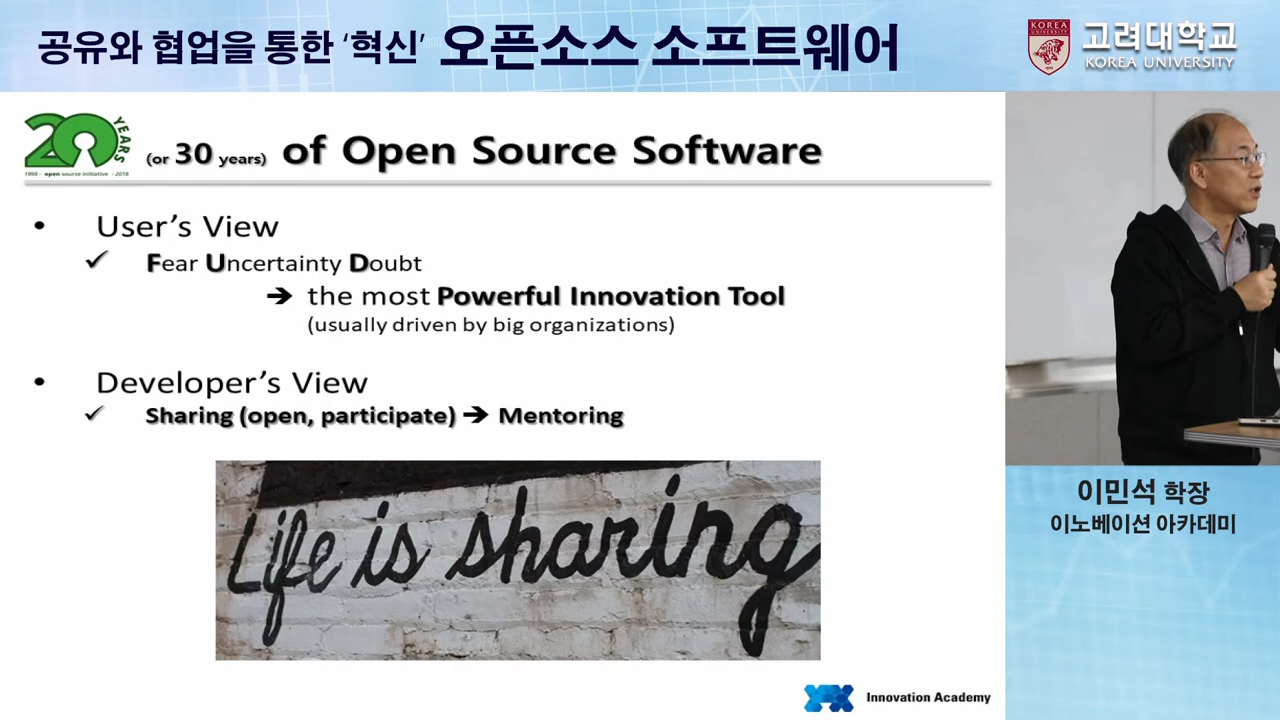 공유와 협업을 통한 ‘혁신’ 오픈소스 소프트웨어
KOREA
UNIVERSITY
고려대학교
KOREA UNIVERSITY
20 YEARS
1998 - open source initiative - 2018
(or 30 years) of Open Source Software
• User’s View
✓ Fear Uncertainty Doubt
➔ the most Powerful Innovation Tool
(usually driven by big organizations)
• Developer’s View
✓ Sharing (open, participate) ➔ Mentoring
Life is sharing
이민석 학장
이노베이션 아카데미
Innovation Academy